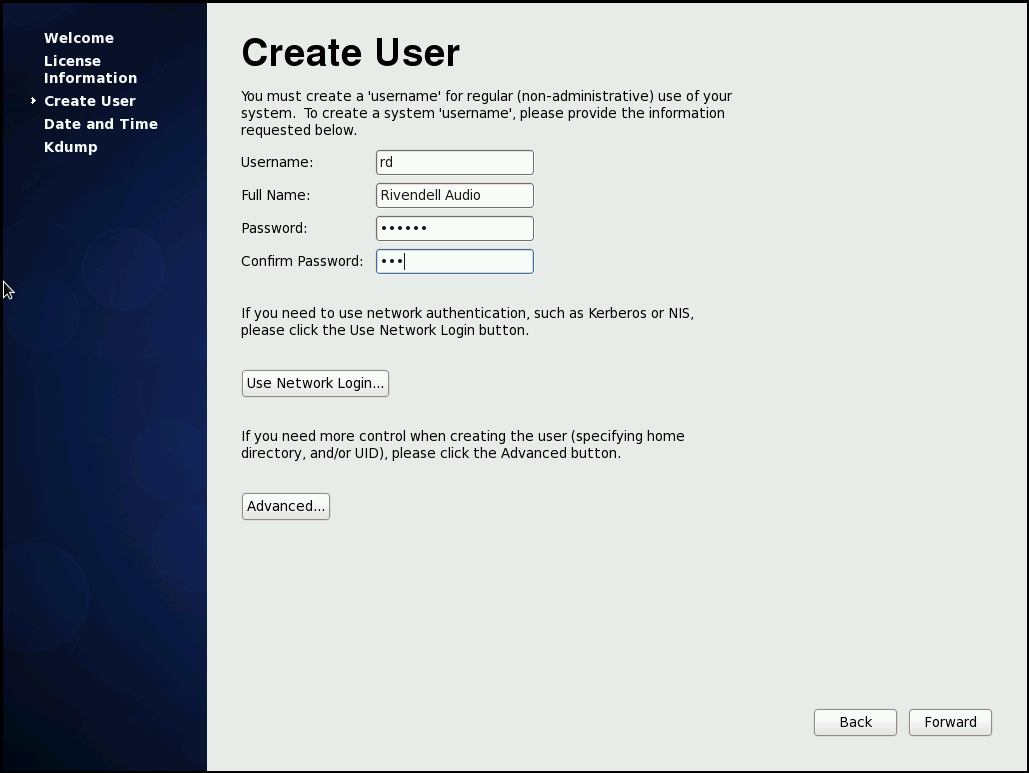 Welcome
License
Information
Create User
Date and Time
Kdump
Create User
You must create a 'username' for regular (non-administrative) use of your
system.  To create a system 'username', please provide the information
requested below.
Username: rd
Full Name: Rivendell Audio
Password: ••••••
Confirm Password: •••
If you need to use network authentication, such as Kerberos or NIS,
please click the Use Network Login button.
Use Network Login...
If you need more control when creating the user (specifying home
directory, and/or UID), please click the Advanced button.
Advanced...
Back Forward